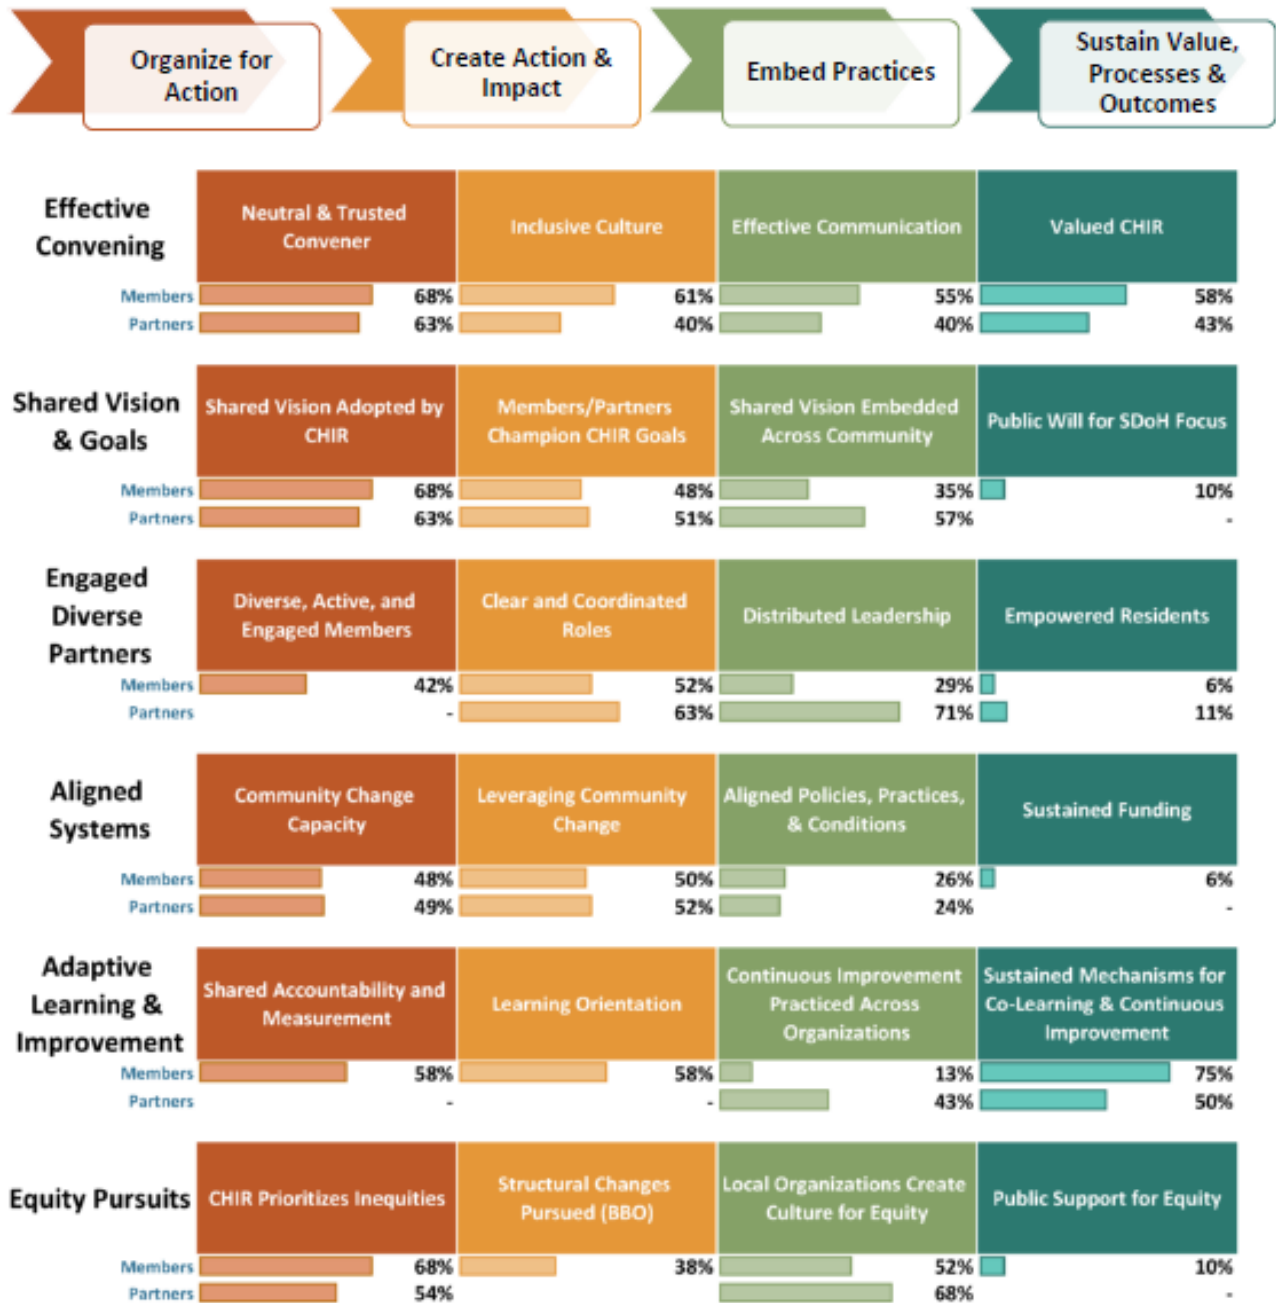 Organize for
Action
Create Action &
Impact
Embed Practices
Sustain Value,
Processes &
Outcomes
Effective
Convening
Neutral & Trusted
Convener
Inclusive Culture
Effective Communication
Valued CHIR
Members 68% 61% 55% 58%
Partners 63% 40% 40% 43%
Shared Vision
& Goals
Shared Vision Adopted by
CHIR
Members/Partners
Champion CHIR Goals
Shared Vision Embedded
Across Community
Public Will for SDoH Focus
Members 68% 48% 35% 10%
Partners 63% 51% 57% -
Engaged
Diverse
Partners
Diverse, Active, and
Engaged Members
Clear and Coordinated
Roles
Distributed Leadership
Empowered Residents
Members 42% 52% 29% 6%
Partners - 63% 71% 11%
Aligned
Systems
Community Change
Capacity
Leveraging Community
Change
Aligned Policies, Practices,
& Conditions
Sustained Funding
Members 48% 50% 26% 6%
Partners 49% 52% 24% -
Adaptive
Learning &
Improvement
Shared Accountability and
Measurement
Learning Orientation
Continuous Improvement
Practiced Across
Organizations
Sustained Mechanisms for
Co-Learning & Continuous
Improvement
Members 58% 58% 13% 75%
Partners - - 43% 50%
Equity Pursuits
CHIR Prioritizes Inequities
Structural Changes
Pursued (BBO)
Local Organizations Create
Culture for Equity
Public Support for Equity
Members 68% 38% 52% 10%
Partners 54% 68% -